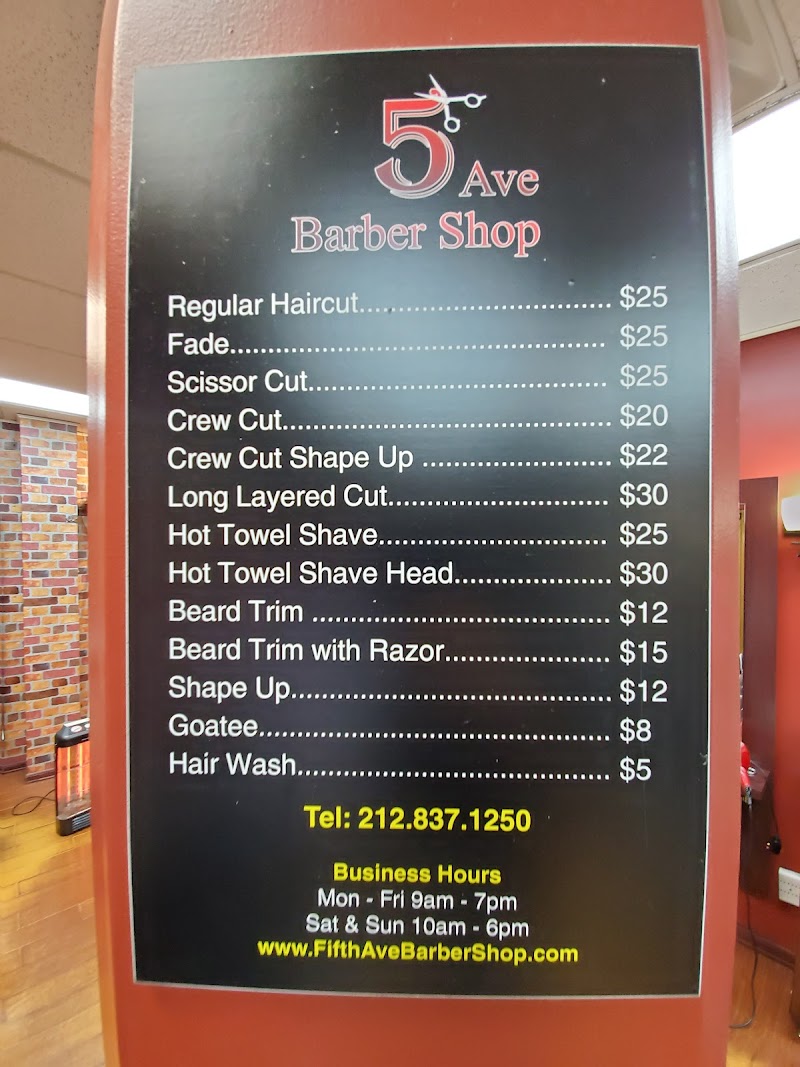 5 Ave
Barber Shop
Regular Haircut.................................. $25
Fade.................................................. $25
Scissor Cut........................................ $25
Crew Cut............................................ $20
Crew Cut Shape Up ......................... $22
Long Layered Cut............................. $30
Hot Towel Shave.............................. $25
Hot Towel Shave Head..................... $30
Beard Trim ....................................... $12
Beard Trim with Razor...................... $15
Shape Up.......................................... $12
Goatee.............................................. $8
Hair Wash......................................... $5
Tel: 212.837.1250
Business Hours
Mon - Fri 9am - 7pm
Sat & Sun 10am - 6pm
www.FifthAveBarberShop.com